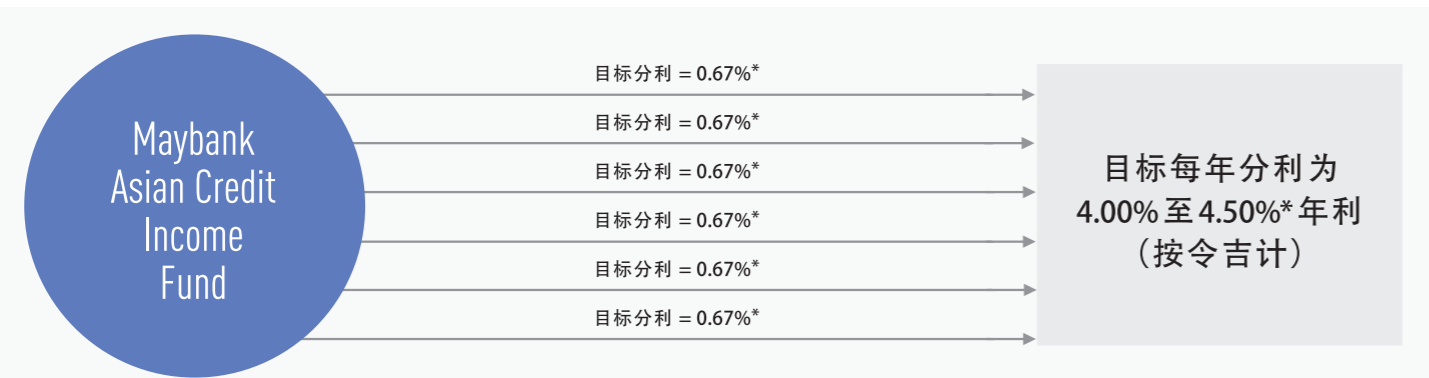 Maybank
Asian Credit
Income
Fund
目标分利 = 0.67%*
目标分利 = 0.67%*
目标分利 = 0.67%*
目标分利 = 0.67%*
目标分利 = 0.67%*
目标分利 = 0.67%*
目标每年分利为
4.00% 至 4.50%* 年利
（按令吉计）